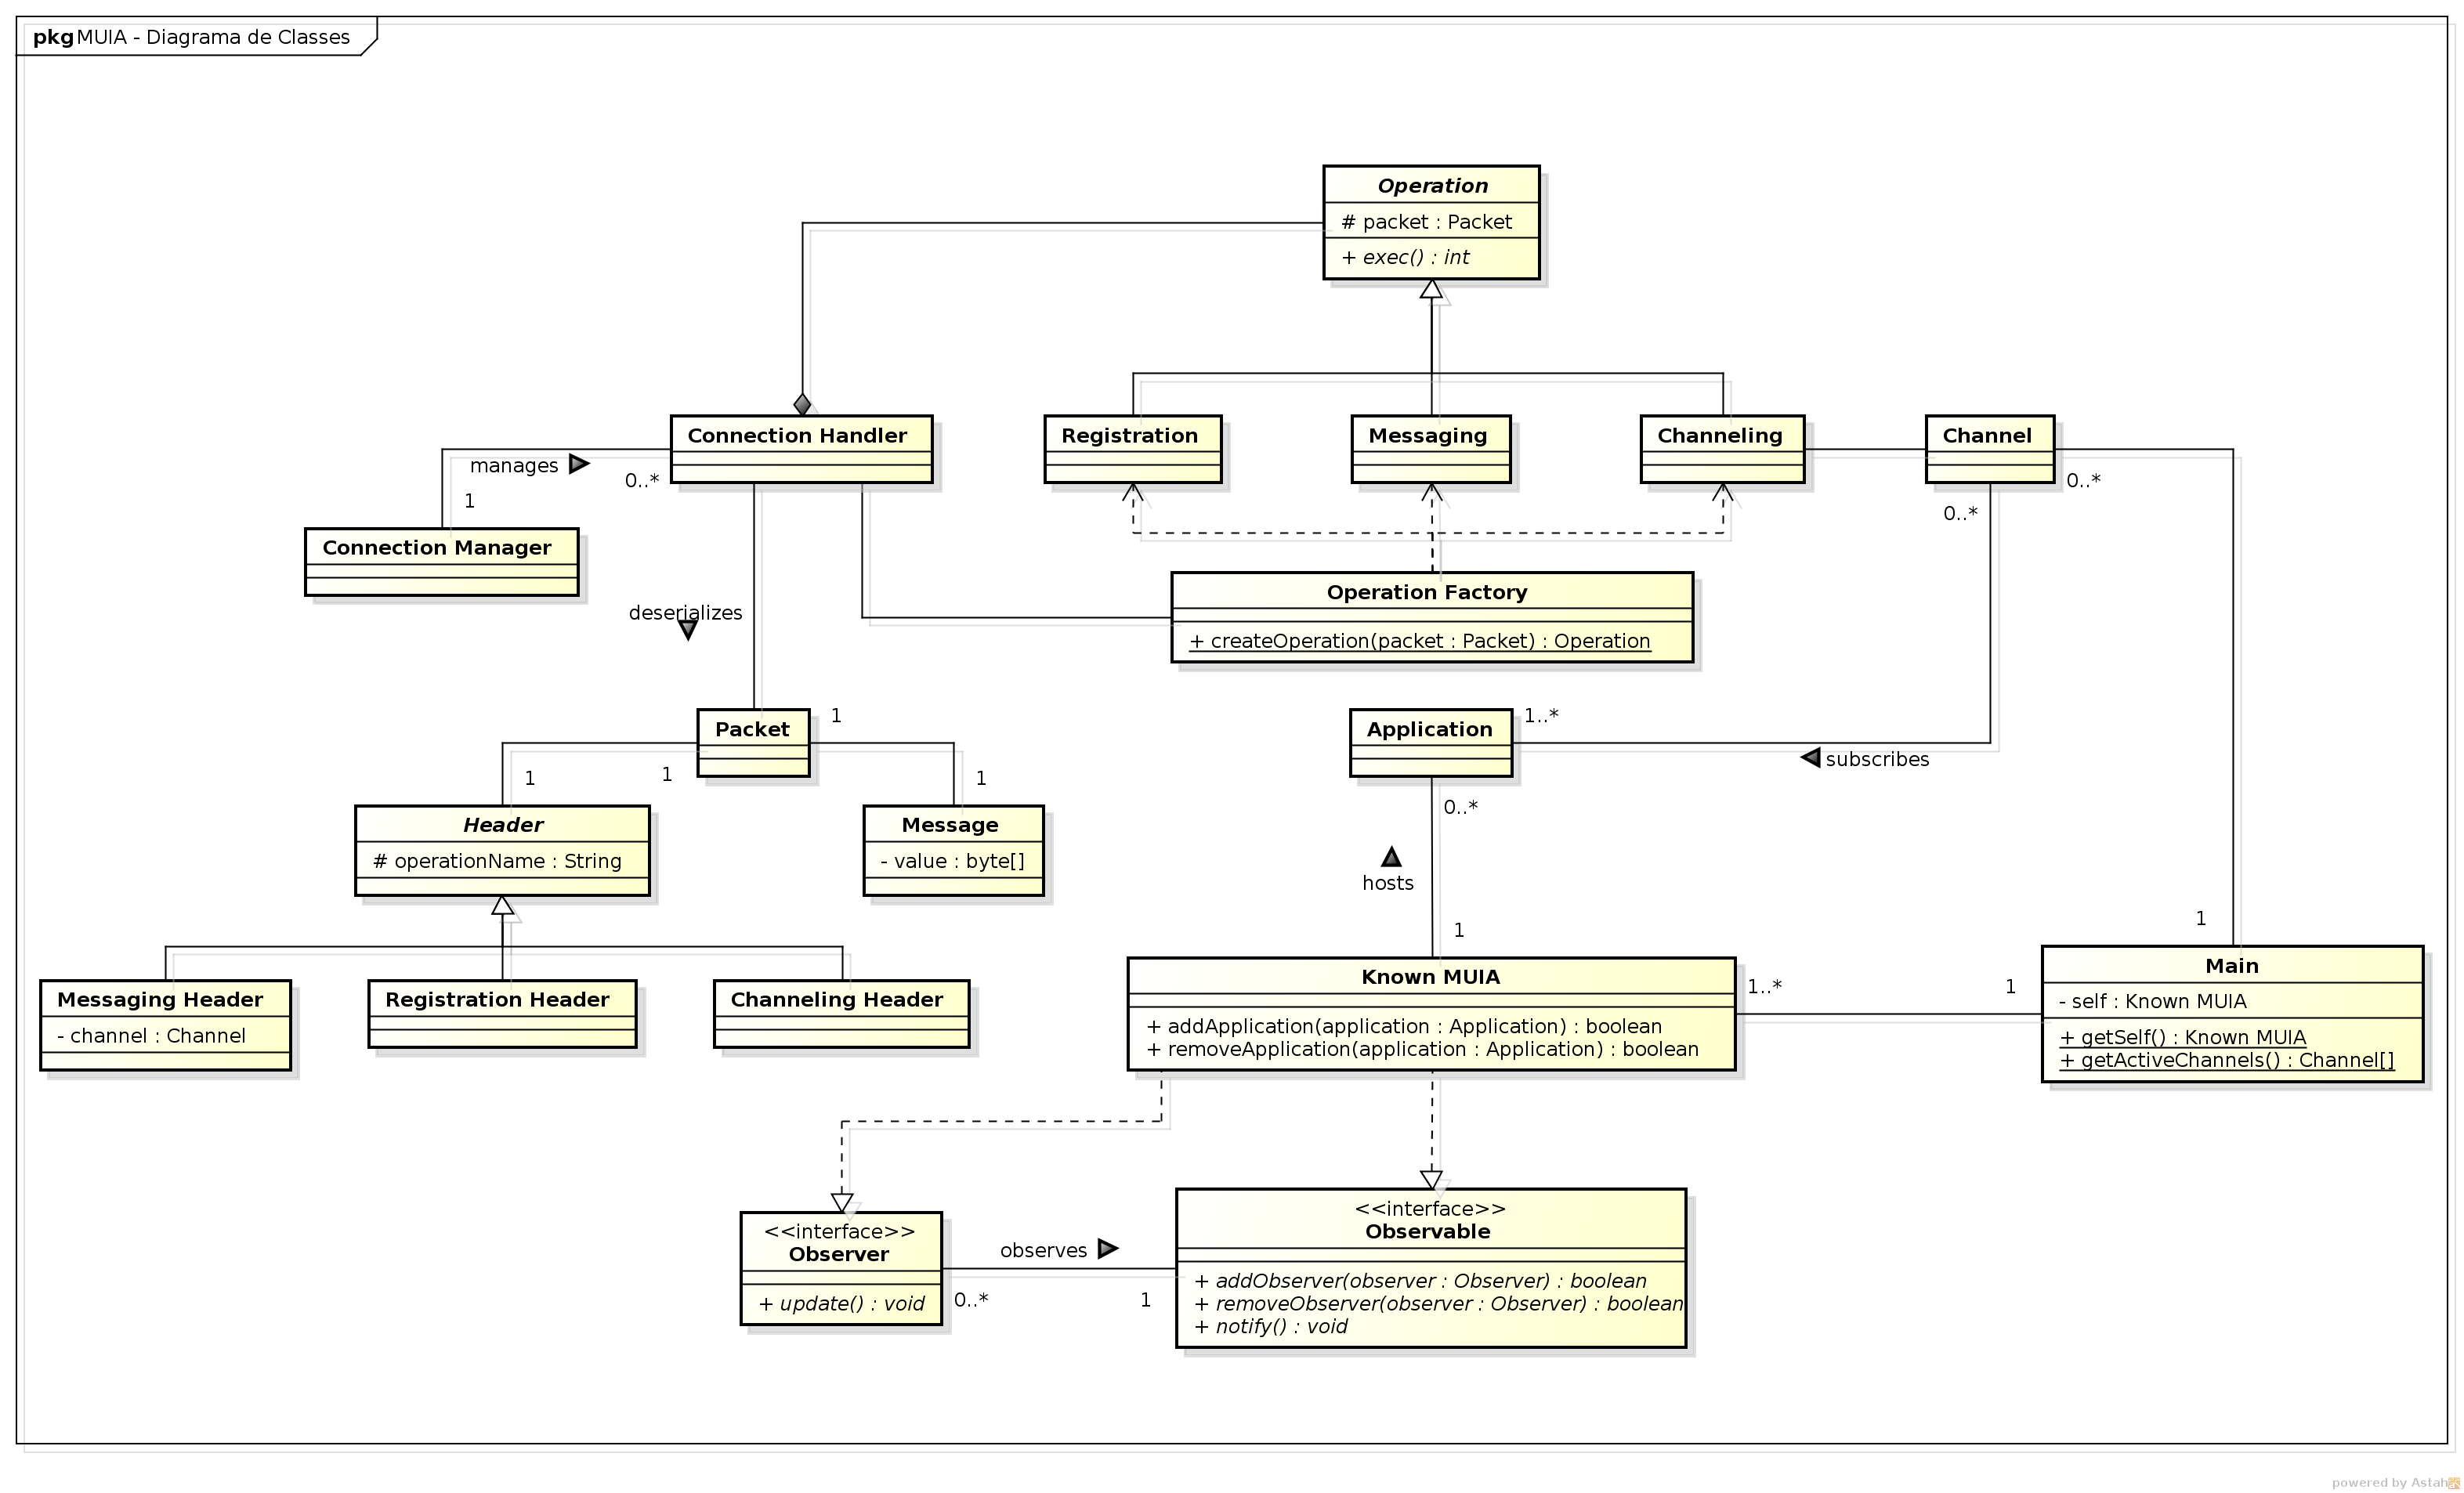 pkg MUIA - Diagrama de Classes
Operation
# packet : Packet
+ exec() : int
Connection Handler
Registration
Messaging
Channeling
Channel
manages
0..*
1
0..*
0..*
Connection Manager
Operation Factory
+ createOperation(packet : Packet) : Operation
deserializes
Packet
1
1
1
1
Application
1..*
subscribes
0..*
Header
# operationName : String
Message
- value : byte[]
hosts
1
1
Messaging Header
- channel : Channel
Registration Header
Channeling Header
Known MUIA
+ addApplication(application : Application) : boolean
+ removeApplication(application : Application) : boolean
1..*
1
Main
- self : Known MUIA
+ getSelf() : Known MUIA
+ getActiveChannels() : Channel[]
<<interface>>
Observer
+ update() : void
observes
0..*
1
<<interface>>
Observable
+ addObserver(observer : Observer) : boolean
+ removeObserver(observer : Observer) : boolean
+ notify() : void
powered by Astah